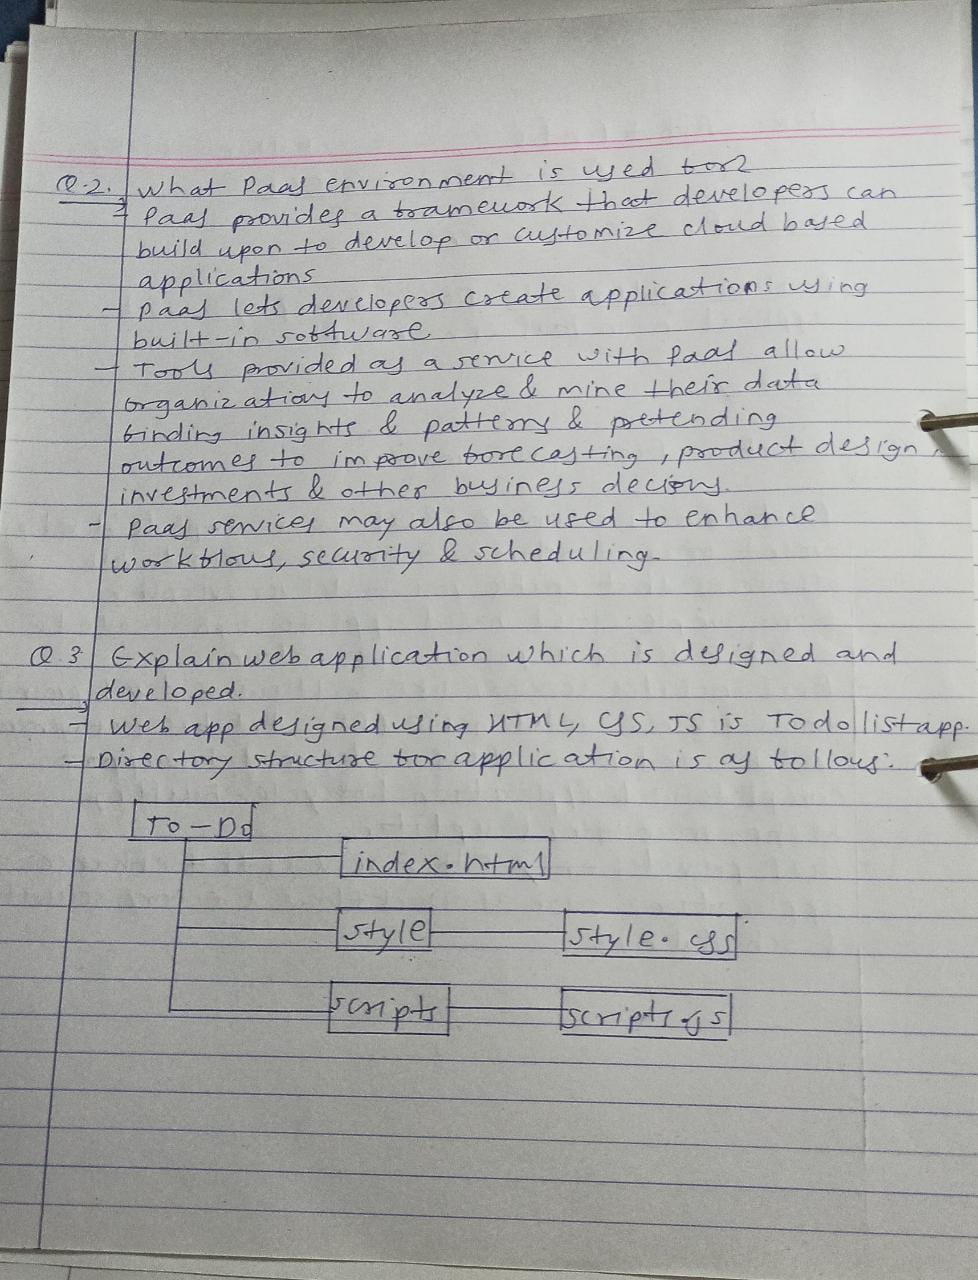 Q.2. What PaaS environment is used for?
→ PaaS provides a framework that developers can
build upon to develop or customize cloud based
applications
- PaaS lets developers create applications using
built-in software.
- Tools provided as a service with PaaS allow
organizations to analyze & mine their data
finding insights & patterns & pretending
outcomes to improve forecasting, product design,
investments & other business decions.
- PaaS services may also be used to enhance
workflows, security & scheduling.
Q.3 Explain web application which is designed and
developed.
→ Web app designed using HTML, CSS, JS is Todo list app.
- Directory structure for application is as follows:
To-Do
index.html
style style.css
scripts scripts.js